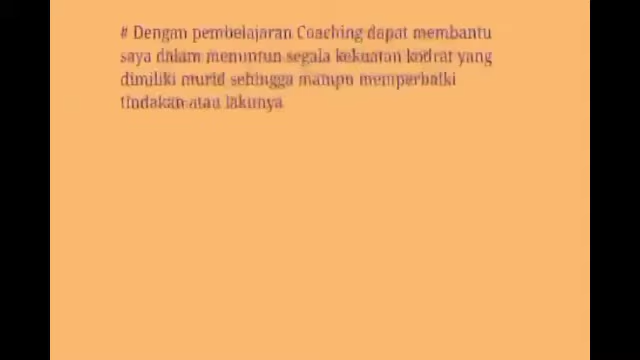 # Dengan pembelajaran Coaching dapat membantu
saya dalam menuntun segala kekuatan kodrat yang
dimiliki murid sehingga mampu memperbaiki
tindakan atau lakunya